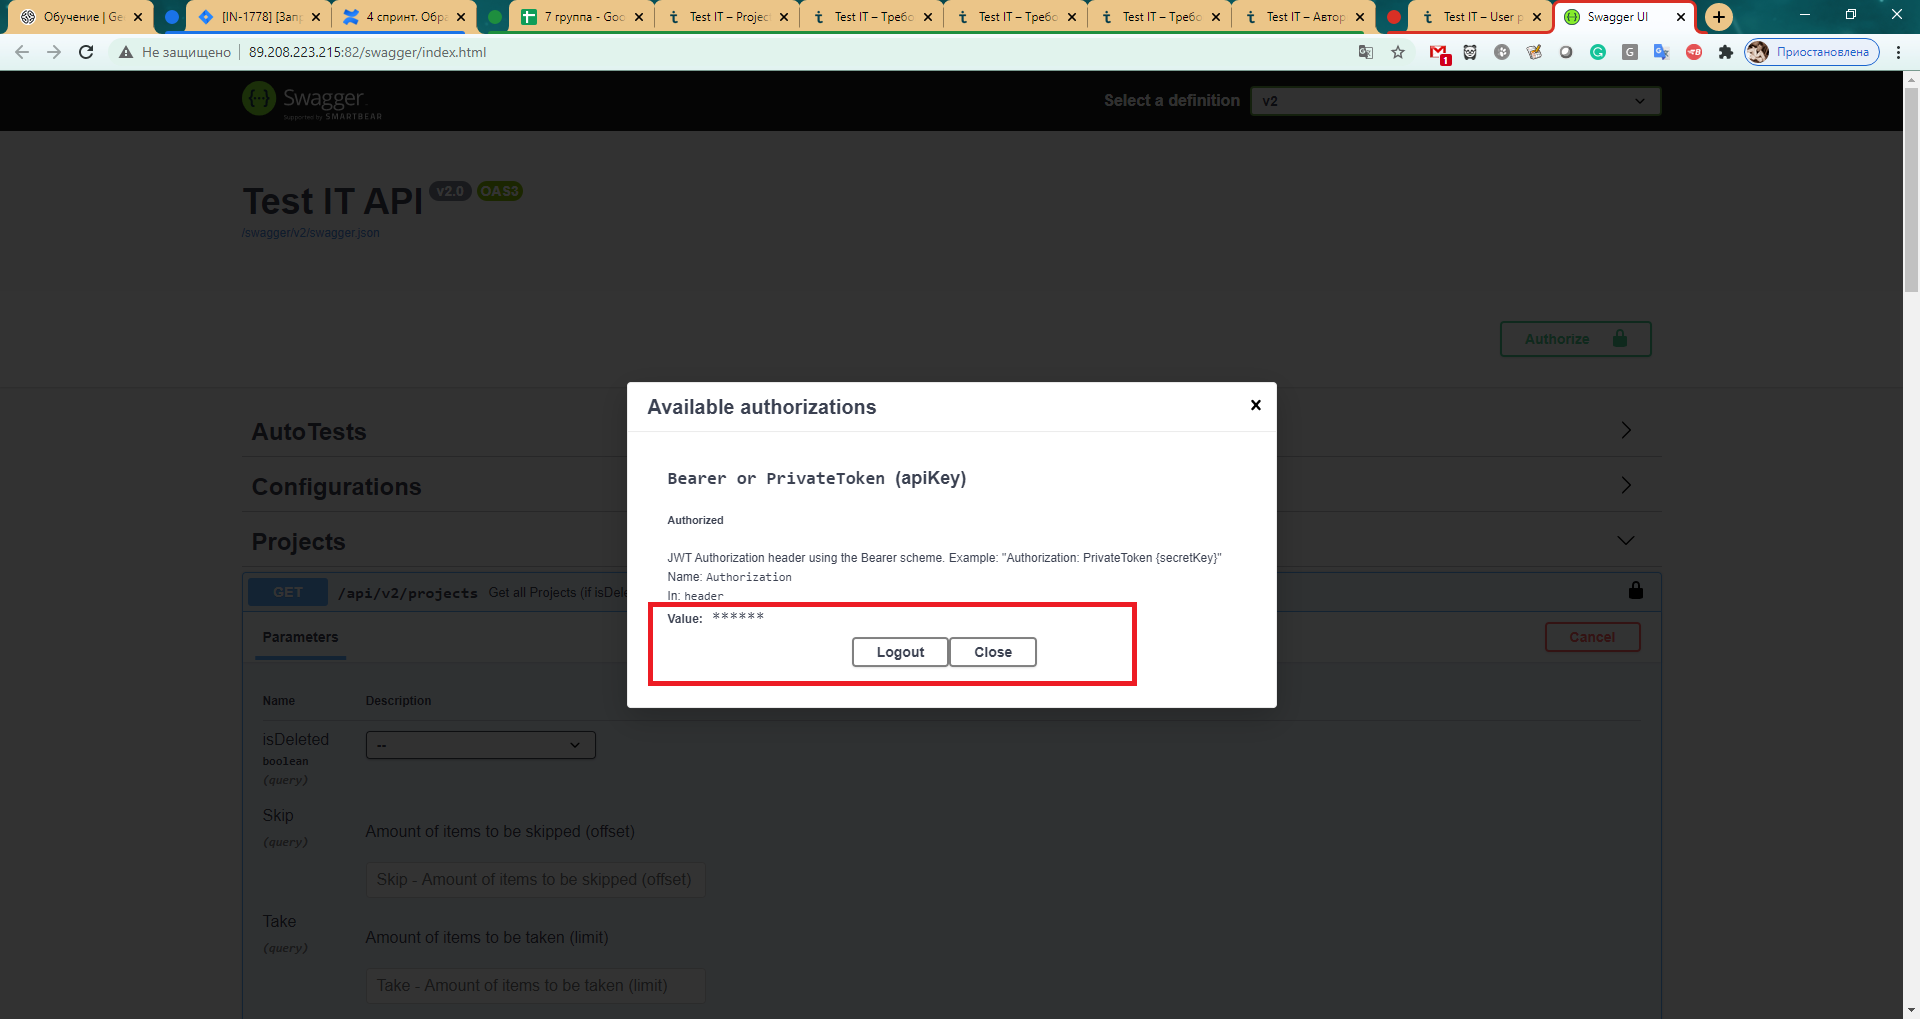 Обучение | Ge
[IN-1778] [Запр
4 спринт. Обра
7 группа - Goo
Test IT – Projec
Test IT – Требо
Test IT – Требо
Test IT – Требо
Test IT – Автор
Test IT – User p
Swagger UI
Не защищено
89.208.223.215:82/swagger/index.html
1
Приостановлена
Swagger
Supported by SMARTBEAR
Select a definition
v2
Test IT API v2.0 OAS3
/swagger/v2/swagger.json
Authorize
Available authorizations
AutoTests
Configurations
Projects
Bearer or PrivateToken (apiKey)
Authorized
JWT Authorization header using the Bearer scheme. Example: "Authorization: PrivateToken {secretKey}"
Name: Authorization
In: header
Value: ******
Logout
Close
GET /api/v2/projects Get all Projects (if isDele
Parameters
Cancel
Name Description
isDeleted
boolean
(query)
--
Skip
(query)
Amount of items to be skipped (offset)
Skip - Amount of items to be skipped (offset)
Take
(query)
Amount of items to be taken (limit)
Take - Amount of items to be taken (limit)